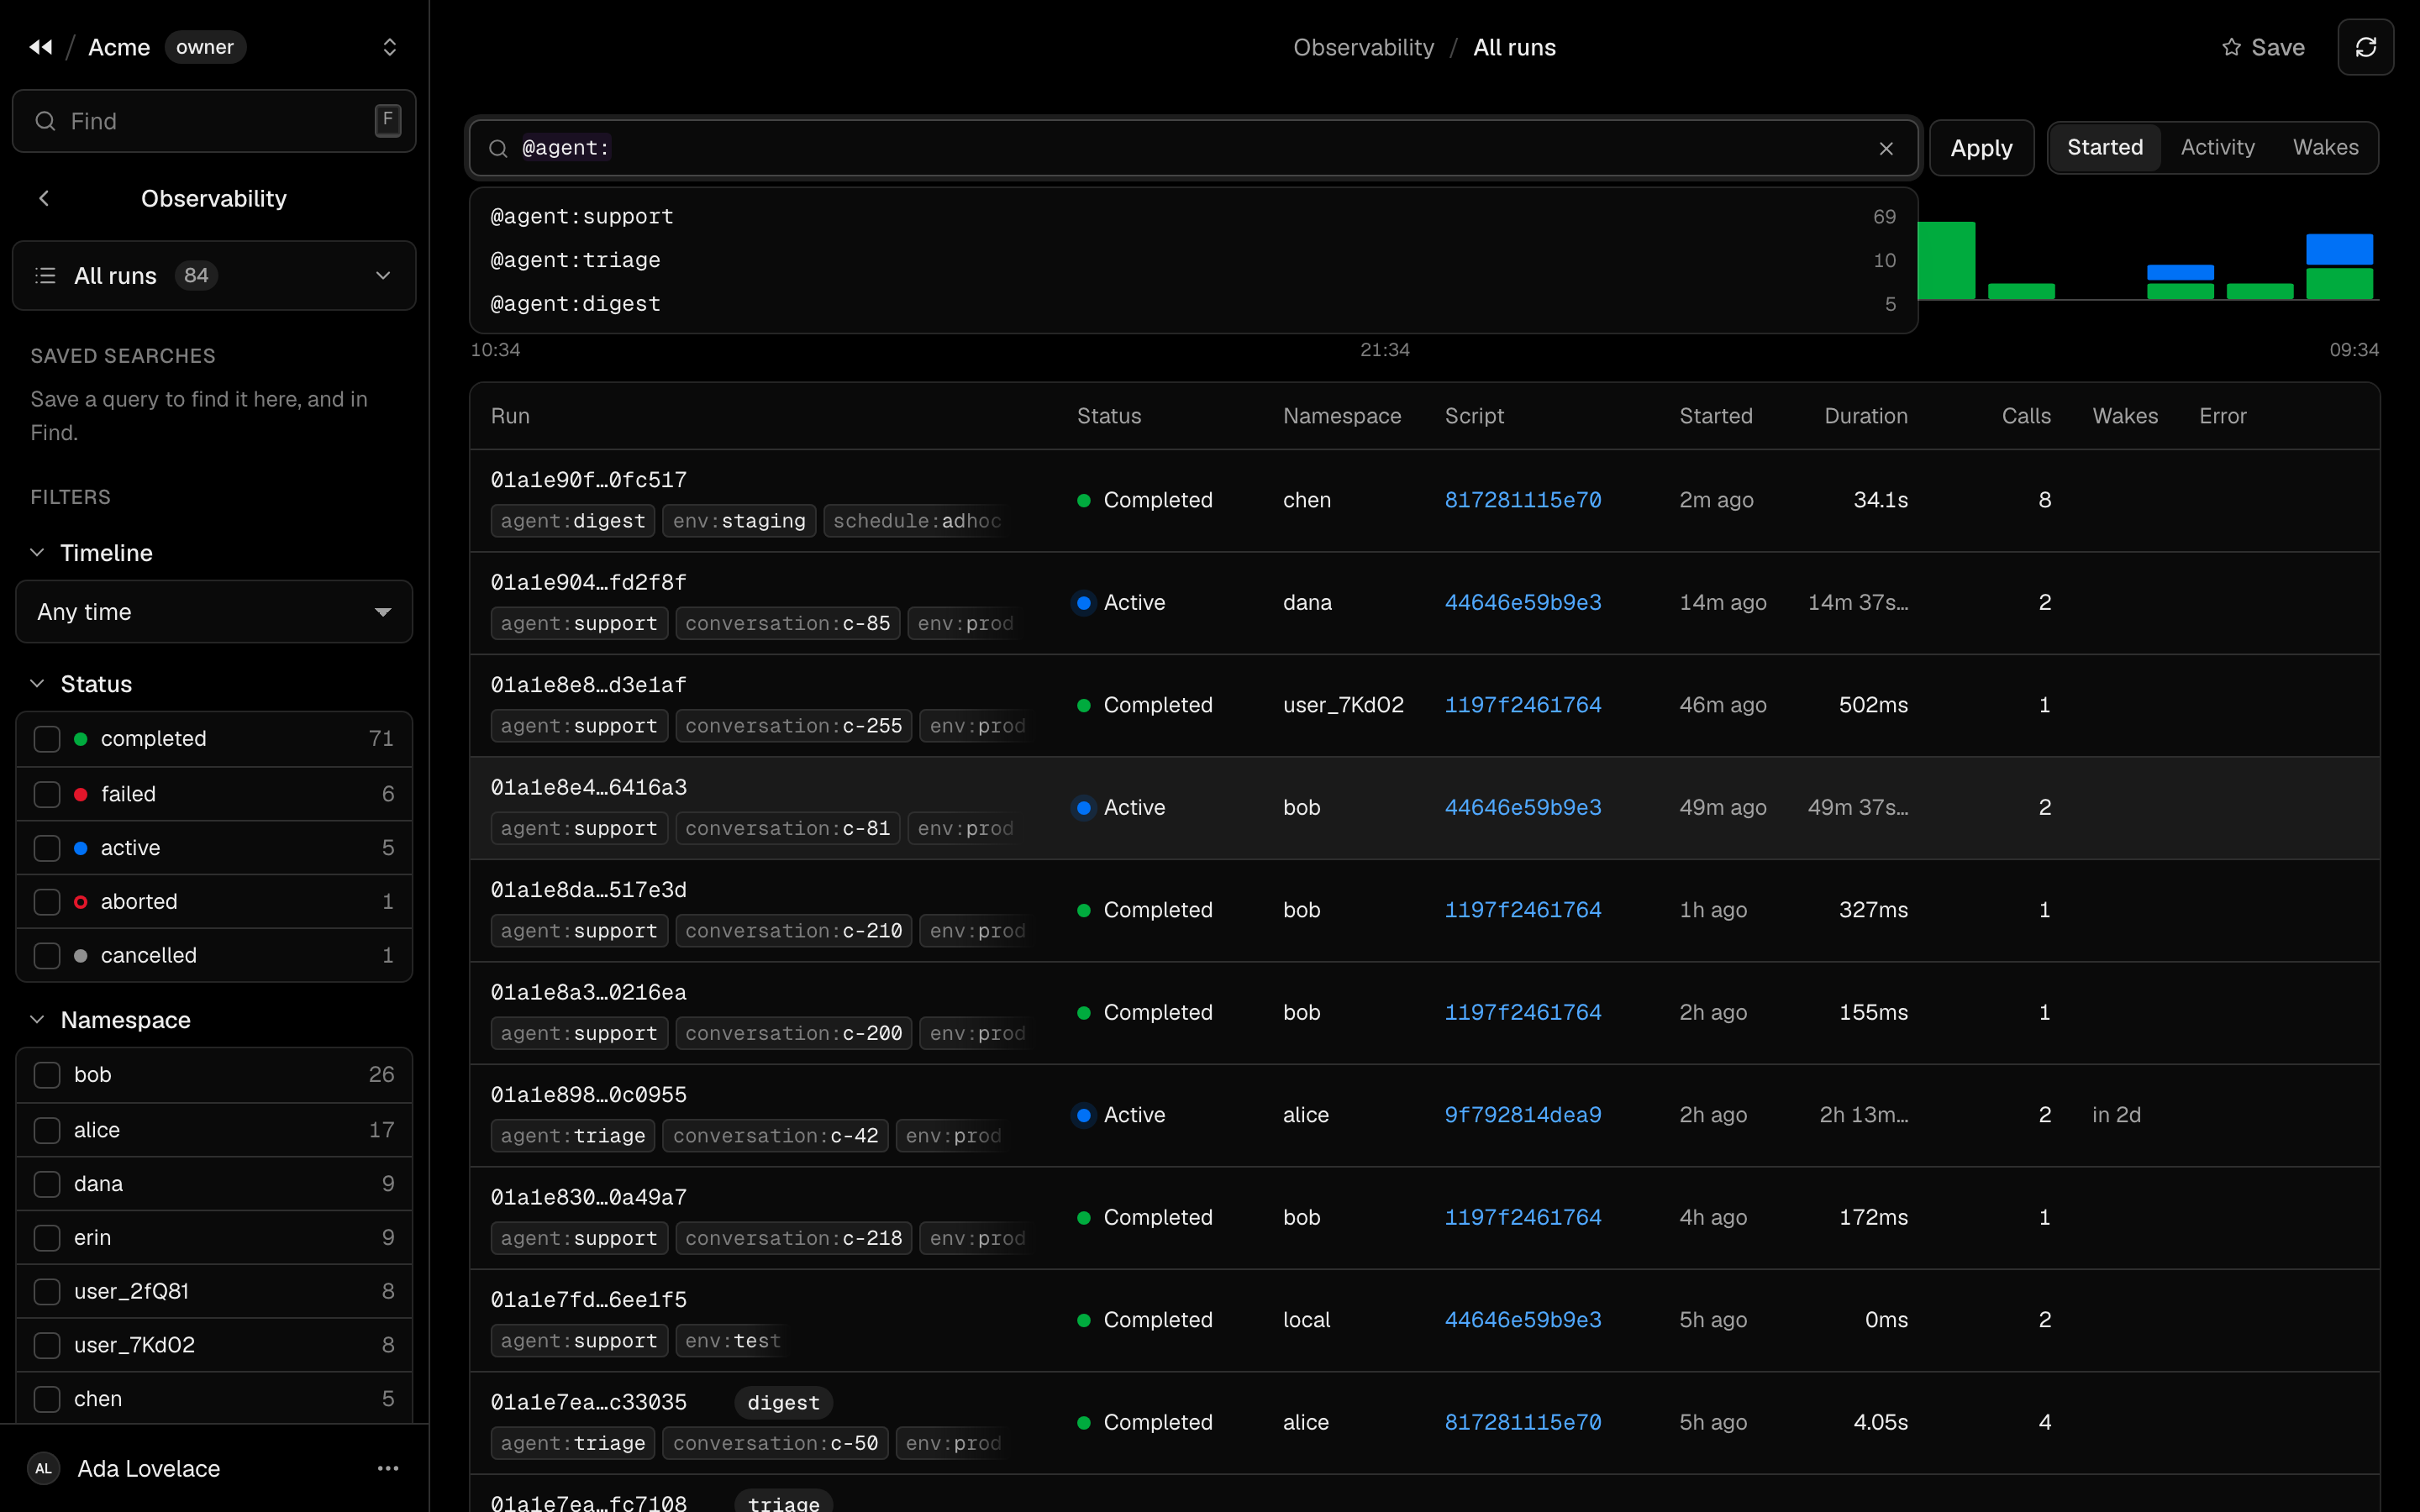 / Acme owner
Find F
Observability
All runs 84
SAVED SEARCHES
Save a query to find it here, and in
Find.
FILTERS
Timeline
Any time
Status
completed 71
failed 6
active 5
aborted 1
cancelled 1
Namespace
bob 26
alice 17
dana 9
erin 9
user_2fQ81 8
user_7KdO2 8
chen 5
AL Ada Lovelace
Observability / All runs
Save
@agent:
Apply Started Activity Wakes
@agent:support 69
@agent:triage 10
@agent:digest 5
10:34 21:34 09:34
Run Status Namespace Script Started Duration Calls Wakes Error
01a1e90f…0fc517
agent:digest env:staging schedule:adhoc
Completed chen 817281115e70 2m ago 34.1s 8
01a1e904…fd2f8f
agent:support conversation:c-85 env:prod
Active dana 44646e59b9e3 14m ago 14m 37s… 2
01a1e8e8…d3e1af
agent:support conversation:c-255 env:prod
Completed user_7KdO2 1197f2461764 46m ago 502ms 1
01a1e8e4…6416a3
agent:support conversation:c-81 env:prod
Active bob 44646e59b9e3 49m ago 49m 37s… 2
01a1e8da…517e3d
agent:support conversation:c-210 env:prod
Completed bob 1197f2461764 1h ago 327ms 1
01a1e8a3…0216ea
agent:support conversation:c-200 env:prod
Completed bob 1197f2461764 2h ago 155ms 1
01a1e898…0c0955
agent:triage conversation:c-42 env:prod
Active alice 9f792814dea9 2h ago 2h 13m… 2 in 2d
01a1e830…0a49a7
agent:support conversation:c-218 env:prod
Completed bob 1197f2461764 4h ago 172ms 1
01a1e7fd…6ee1f5
agent:support env:test
Completed local 44646e59b9e3 5h ago 0ms 2
01a1e7ea…c33035 digest
agent:triage conversation:c-50 env:prod
Completed alice 817281115e70 5h ago 4.05s 4
01a1e7ea…fc7108 triage